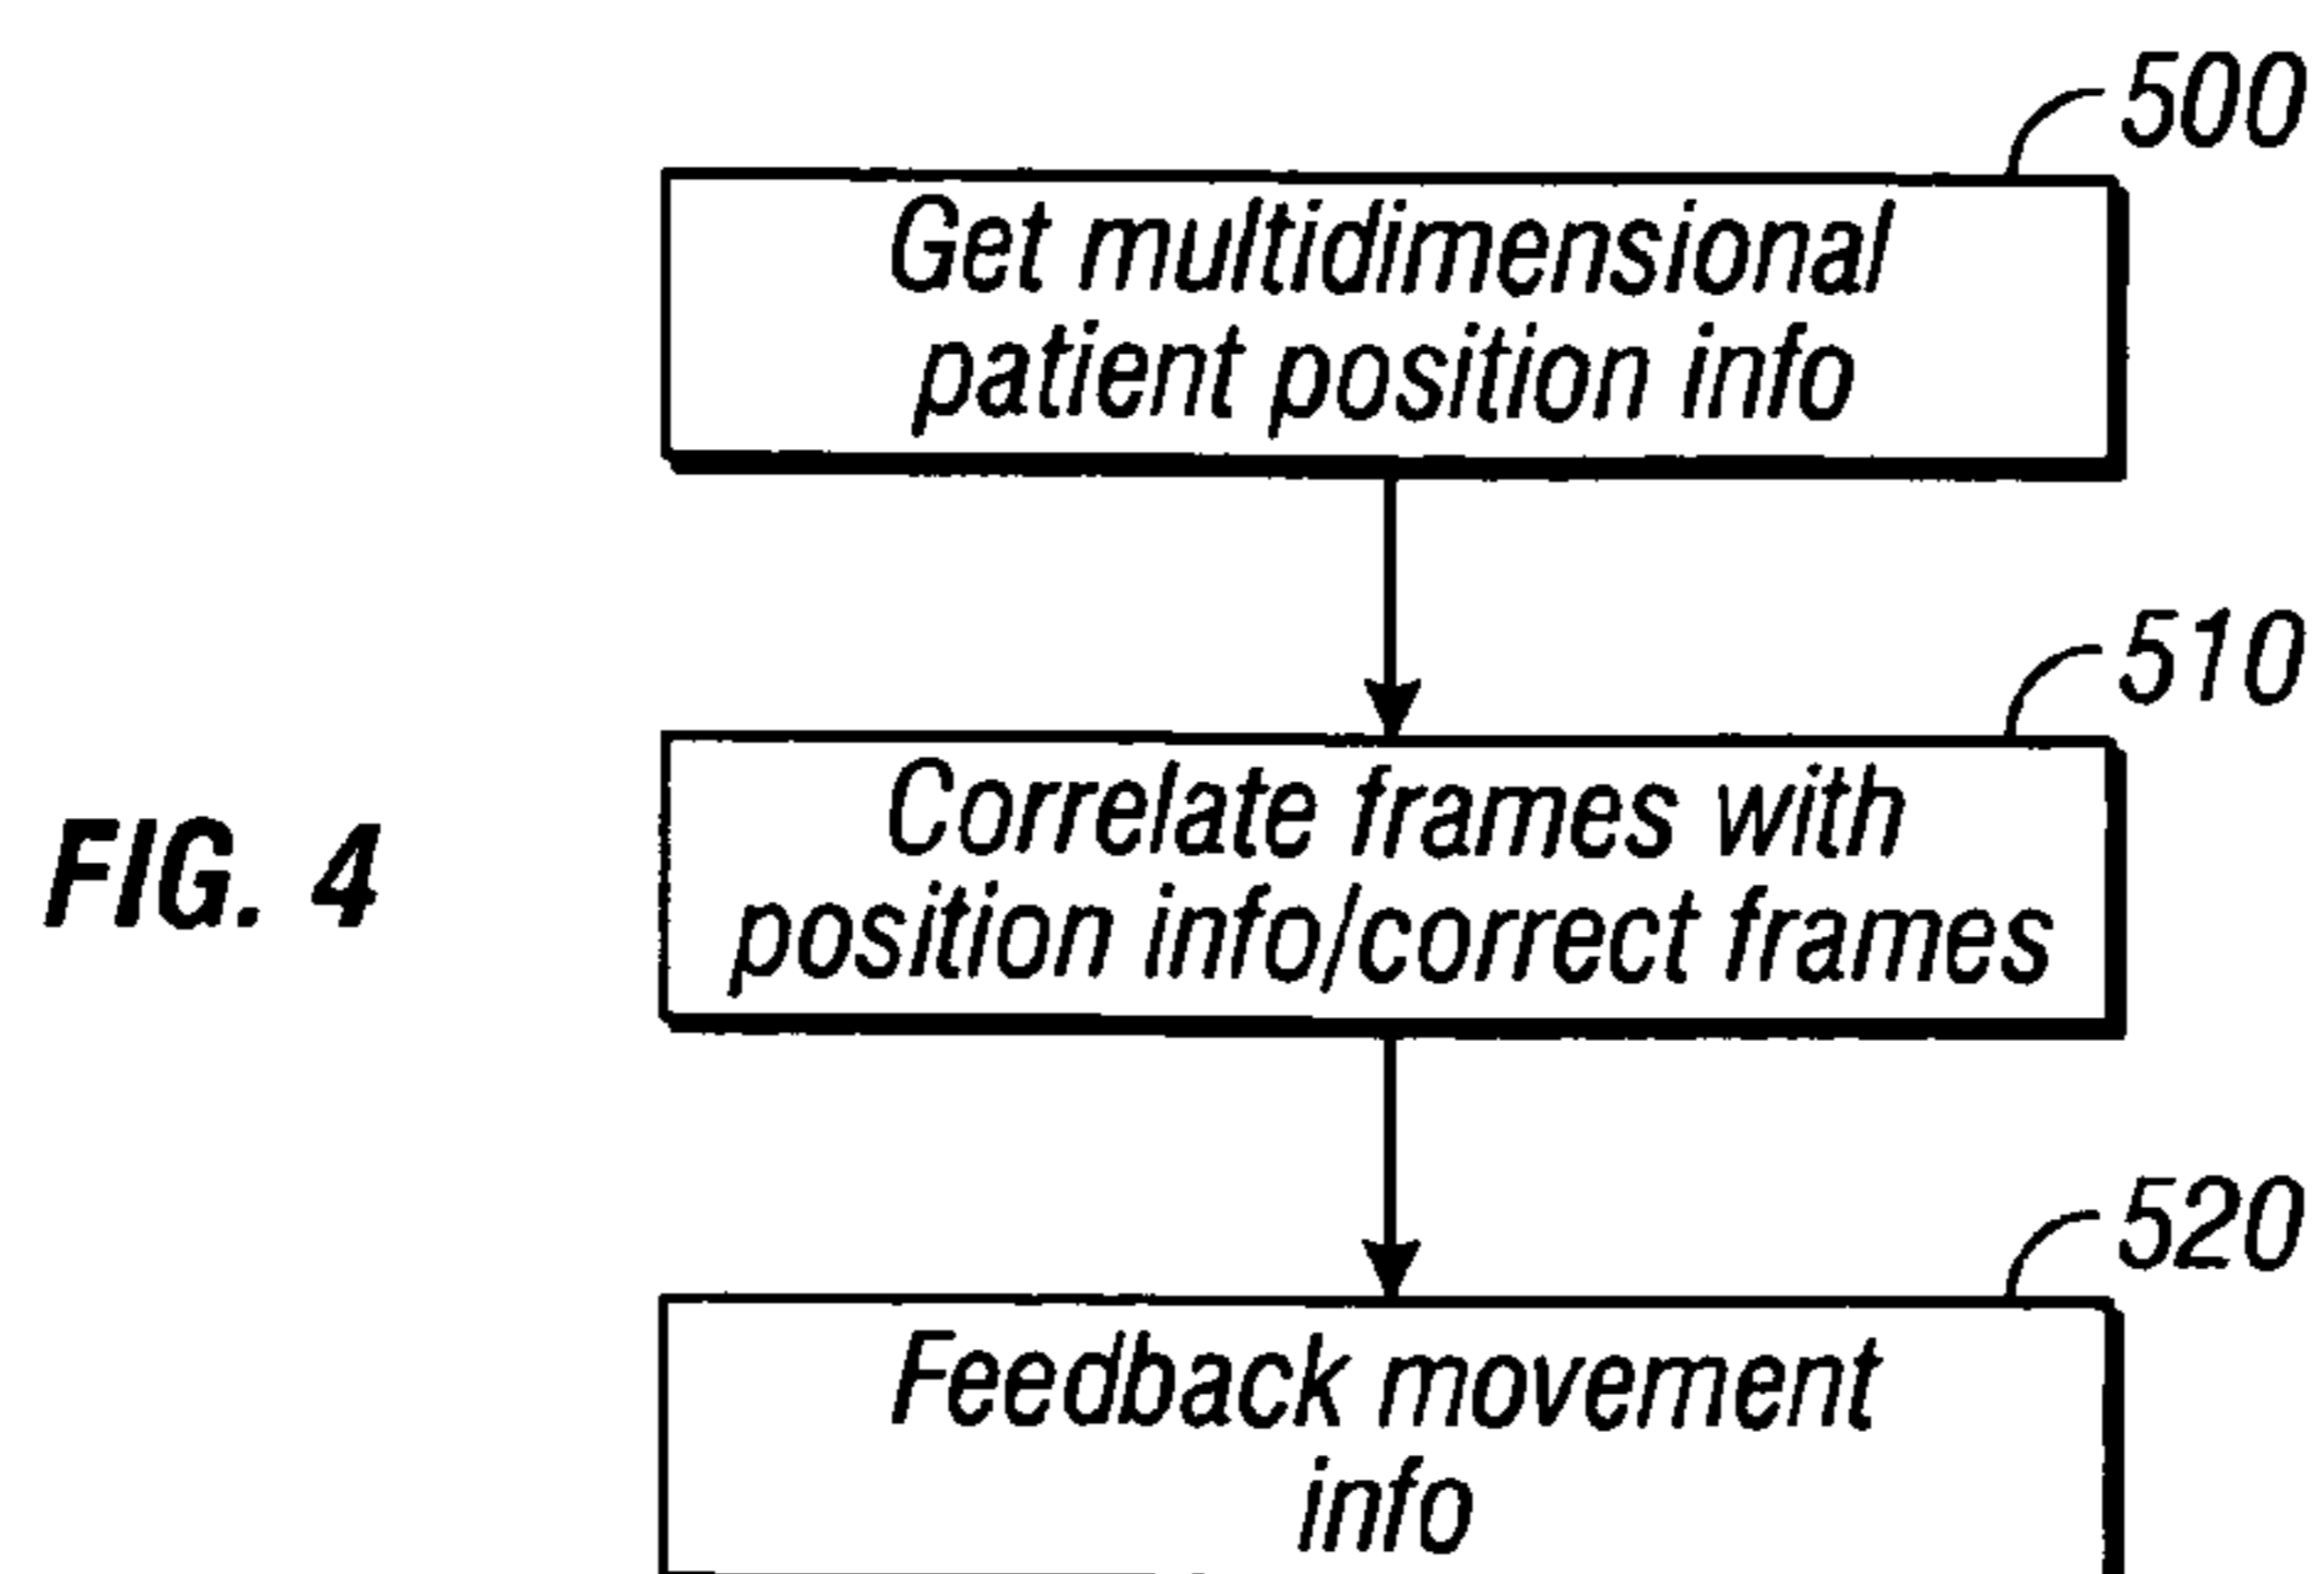 500
Get multidimensional
patient position info
510
Correlate frames with
position info/correct frames
FIG. 4
520
Feedback movement
info